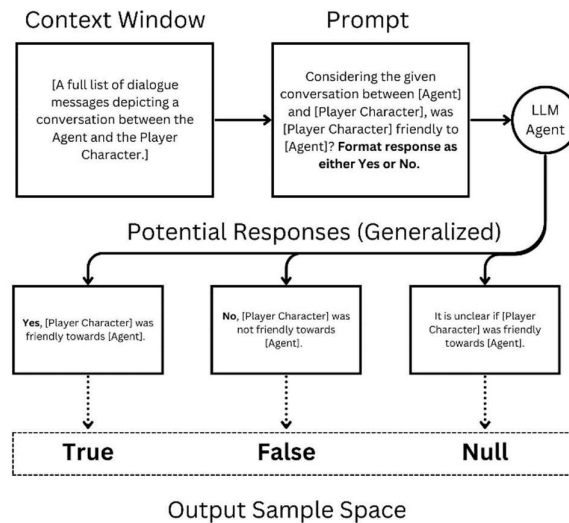 Context Window
Prompt
[A full list of dialogue
messages depicting a
conversation between the
Agent and the Player
Character.]
Considering the given
conversation between [Agent]
and [Player Character], was
[Player Character] friendly to
[Agent]? Format response as
either Yes or No.
LLM
Agent
Potential Responses (Generalized)
Yes, [Player Character] was
friendly towards [Agent].
No, [Player Character] was
not friendly towards
[Agent].
It is unclear if [Player
Character] was friendly
towards [Agent].
True
False
Null
Output Sample Space